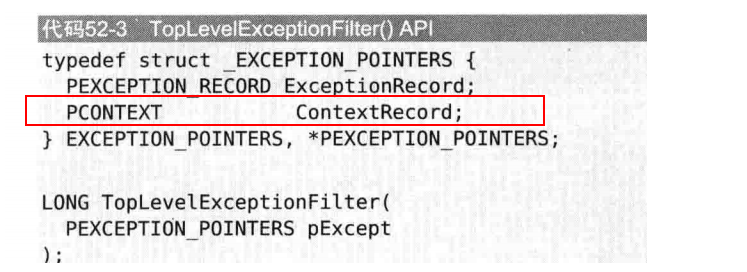 代码52-3 TopLevelExceptionFilter() API
typedef struct _EXCEPTION_POINTERS {
PEXCEPTION_RECORD ExceptionRecord;
PCONTEXT ContextRecord;
} EXCEPTION_POINTERS, *PEXCEPTION_POINTERS;
LONG TopLevelExceptionFilter(
PEXCEPTION_POINTERS pExcept
);